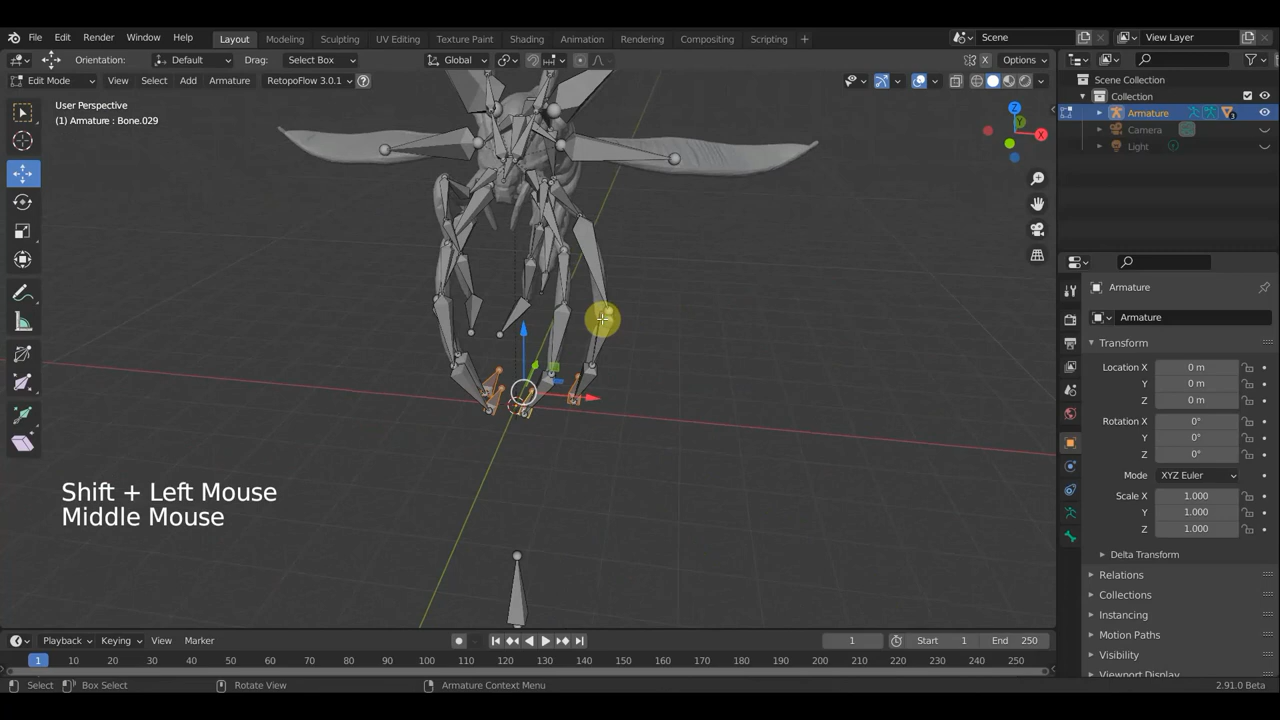 File Edit Render Window Help Layout Modeling Sculpting UV Editing Texture Paint Shading Animation Rendering Compositing Scripting + Scene View Layer
Orientation: Default Drag: Select Box Global X Options
Edit Mode View Select Add Armature RetopoFlow 3.0.1 ?
User Perspective
(1) Armature : Bone.029
Z
Y
X
Scene Collection
Collection
Armature 3
Camera
Light
Armature
Armature
Transform
Location X 0 m
Y 0 m
Z 0 m
Rotation X 0°
Y 0°
Z 0°
Mode XYZ Euler
Scale X 1.000
Y 1.000
Z 1.000
Delta Transform
Relations
Collections
Instancing
Motion Paths
Visibility
Viewport Display
Shift + Left Mouse
Middle Mouse
Playback Keying View Marker 1 Start 1 End 250
1 10 20 30 40 50 60 70 80 90 100 110 120 130 140 150 160 170 180 190 200 210 220 230 240 250
Select Box Select Rotate View Armature Context Menu 2.91.0 Beta